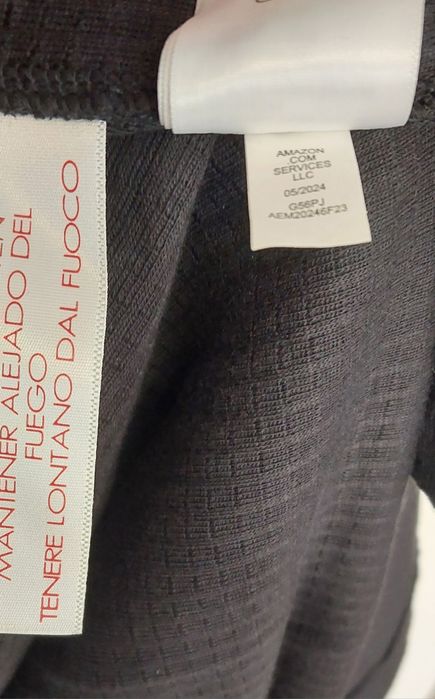 AMAZON
.COM
SERVICES
LLC
05/2024
G56PJ
AEM20246F23
MANTENER ALEJADO DEL
FUEGO
TENERE LONTANO DAL FUOCO